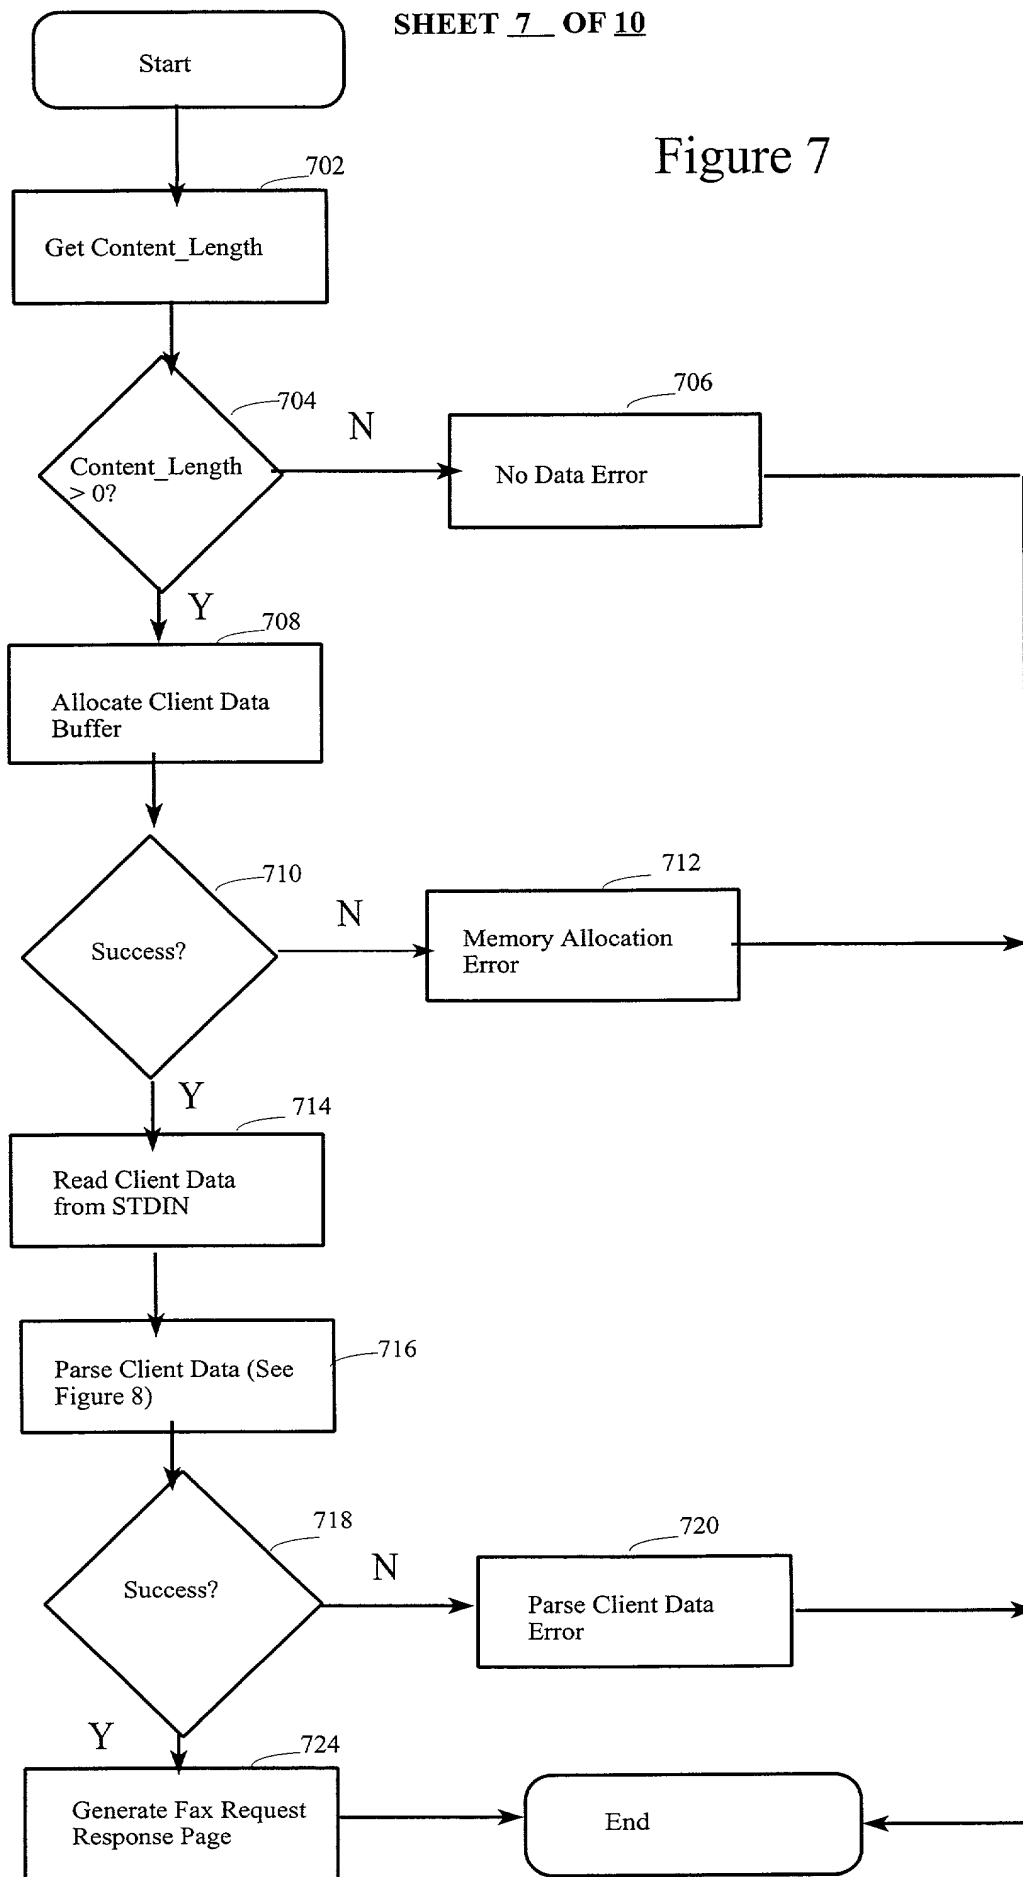 SHEET 7 OF 10
Start
Figure 7
702
Get Content_Length
704
N
706
Content_Length
> 0?
No Data Error
Y
708
Allocate Client Data
Buffer
710
N
712
Success?
Memory Allocation
Error
Y
714
Read Client Data
from STDIN
716
Parse Client Data (See
Figure 8)
718
N
720
Success?
Parse Client Data
Error
Y
724
Generate Fax Request
Response Page
End